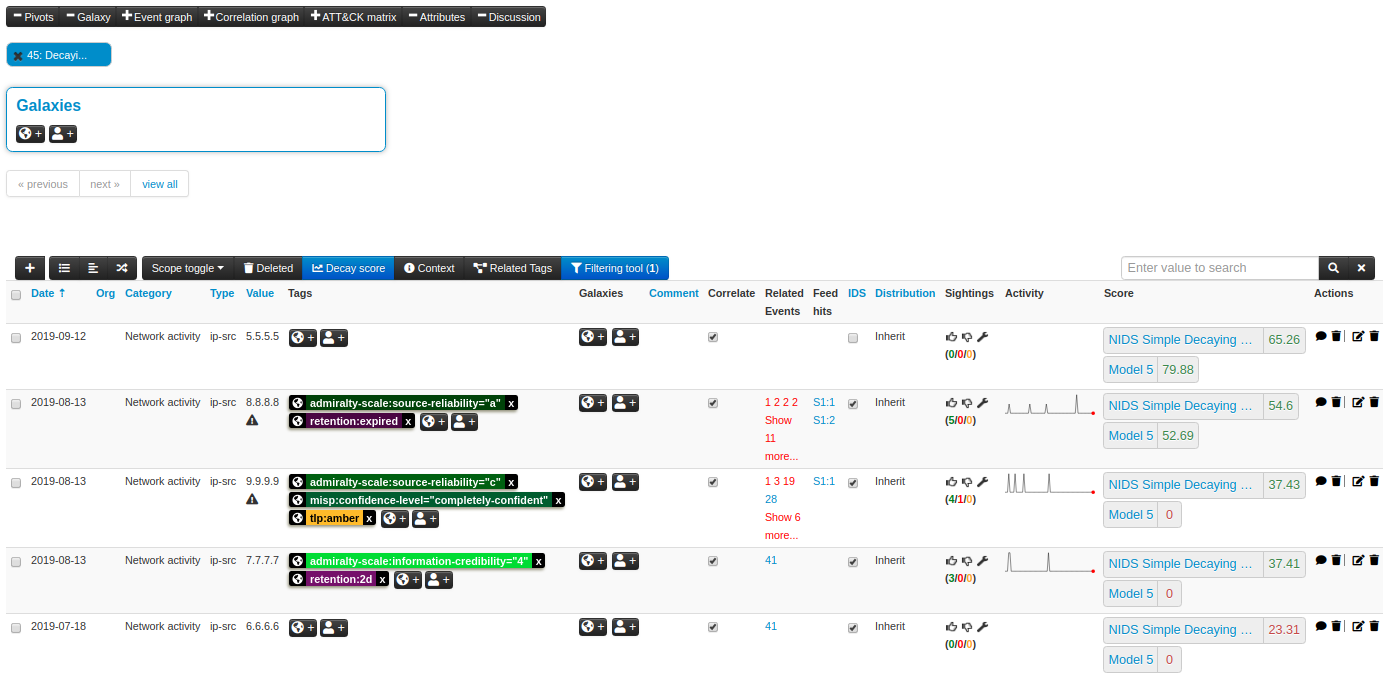 Pivots Galaxy Event graph Correlation graph ATT&CK matrix Attributes Discussion
45: Decayi...
Galaxies
+ +
« previous next » view all
Scope toggle Deleted Decay score Context Related Tags Filtering tool (1) Enter value to search
Date Org Category Type Value Tags Galaxies Comment Correlate Related Events Feed hits IDS Distribution Sightings Activity Score Actions
2019-09-12 Network activity ip-src 5.5.5.5 + + + + Inherit (0/0/0) NIDS Simple Decaying … 65.26
Model 5 79.88
2019-08-13 Network activity ip-src 8.8.8.8 admiralty-scale:source-reliability="a" x + + 1 2 2 2 S1:1 Inherit NIDS Simple Decaying … 54.6
retention:expired x + + Show S1:2 (5/0/0)
11 Model 5 52.69
more...
2019-08-13 Network activity ip-src 9.9.9.9 admiralty-scale:source-reliability="c" x + + 1 3 19 S1:1 Inherit NIDS Simple Decaying … 37.43
misp:confidence-level="completely-confident" x 28 (4/1/0)
tlp:amber x + + Show 6 Model 5 0
more...
2019-08-13 Network activity ip-src 7.7.7.7 admiralty-scale:information-credibility="4" x + + 41 Inherit NIDS Simple Decaying … 37.41
retention:2d x + + (3/0/0) Model 5 0
2019-07-18 Network activity ip-src 6.6.6.6 + + + + 41 Inherit NIDS Simple Decaying … 23.31
(0/0/0) Model 5 0